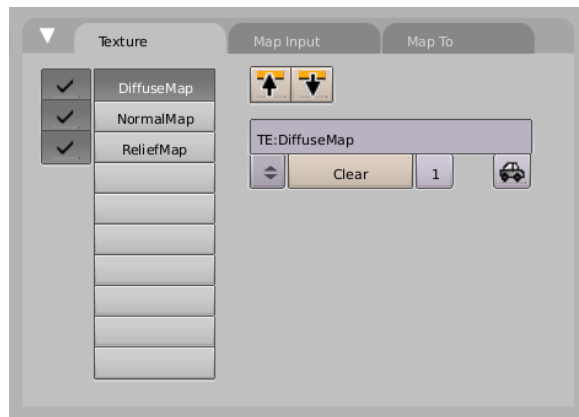 Texture
Map Input
Map To
DiffuseMap
NormalMap
ReliefMap
TE:DiffuseMap
Clear
1